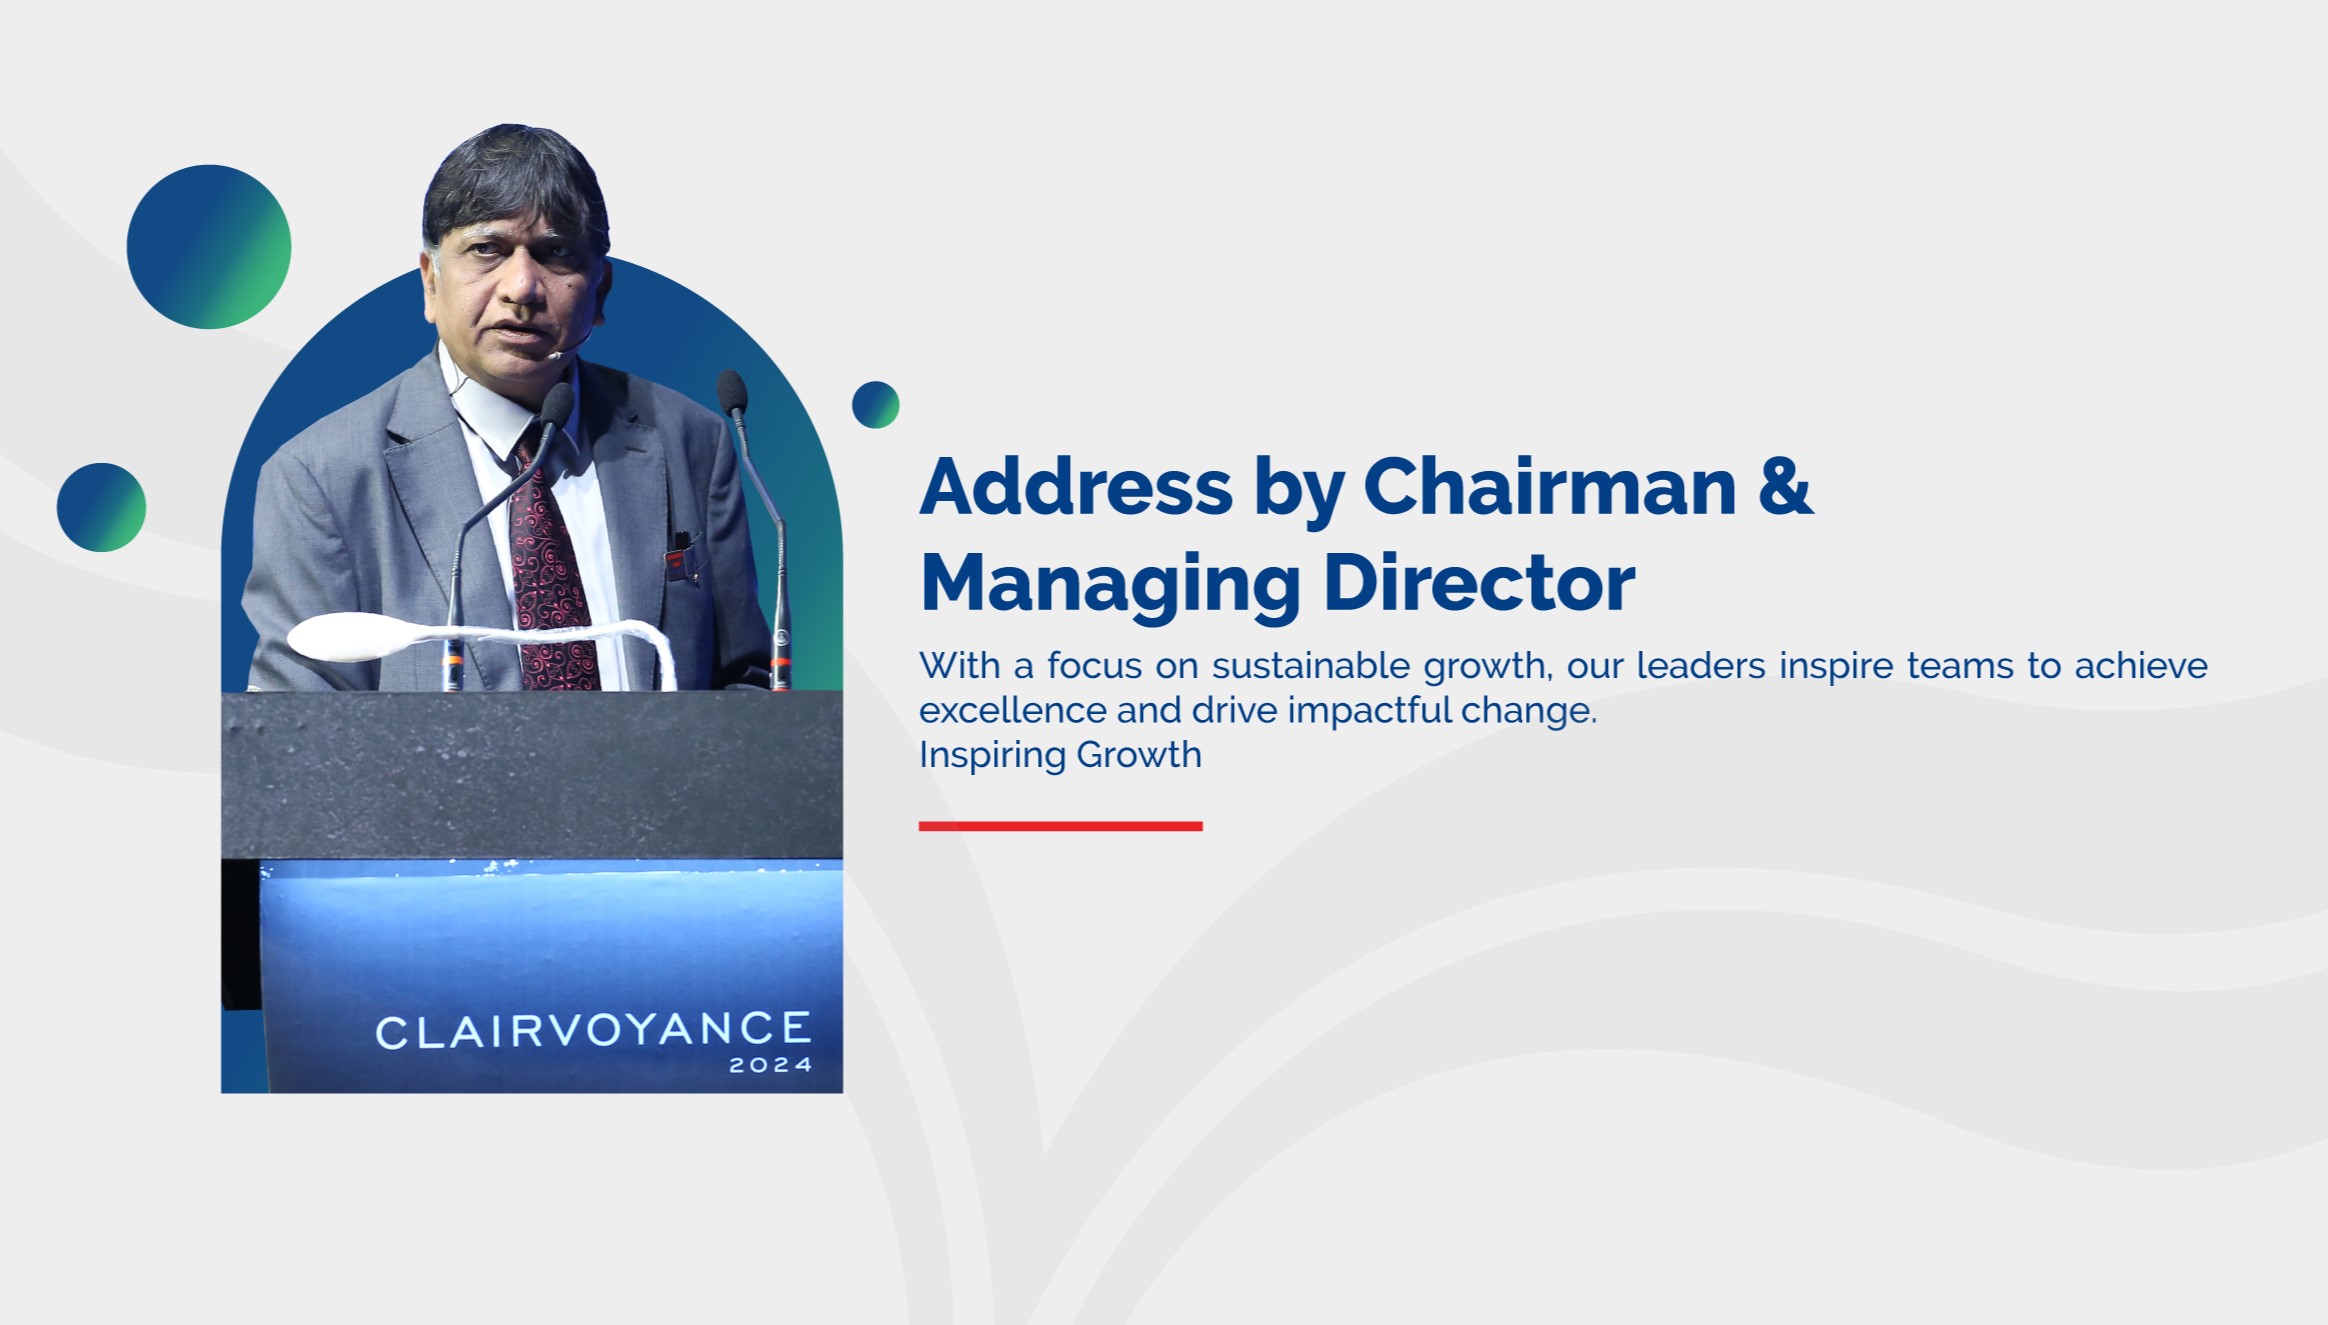 Address by Chairman &
Managing Director
With a focus on sustainable growth, our leaders inspire teams to achieve
excellence and drive impactful change.
Inspiring Growth
CLAIRVOYANCE
2024